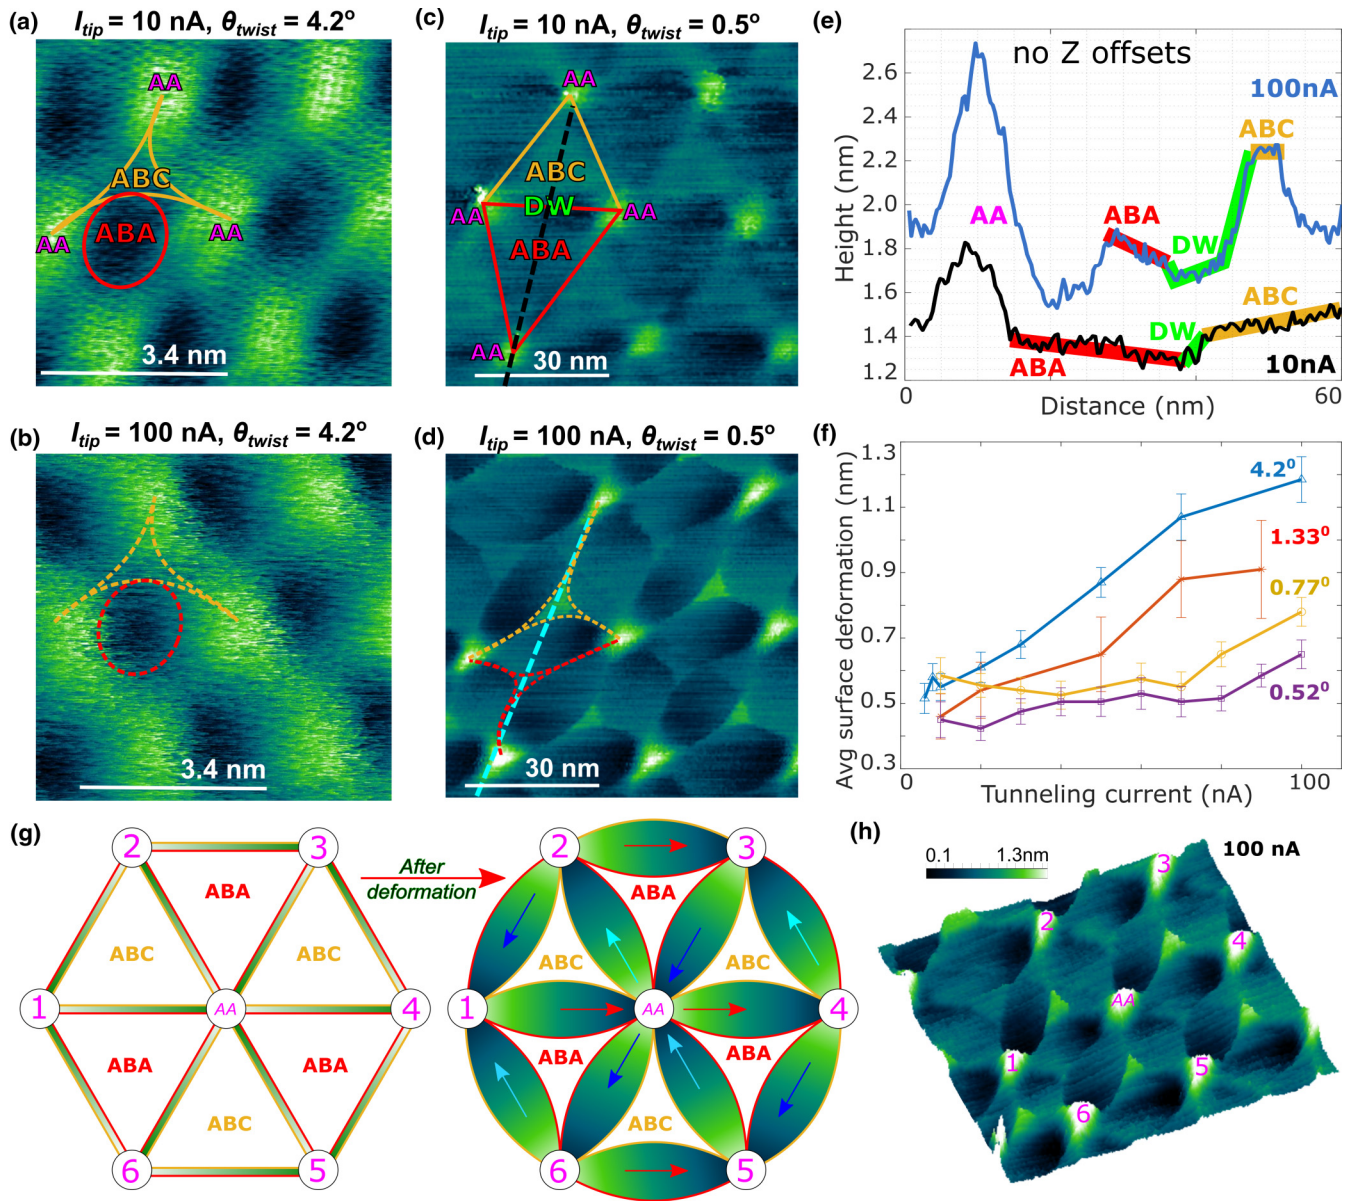 (a) I_tip = 10 nA, θ_twist = 4.2°
AA
ABC
ABA
AA
AA
3.4 nm
(b) I_tip = 100 nA, θ_twist = 4.2°
3.4 nm
(c) I_tip = 10 nA, θ_twist = 0.5°
AA
ABC
DW
AA
AA
ABA
AA
30 nm
(d) I_tip = 100 nA, θ_twist = 0.5°
30 nm
(e)
no Z offsets
100nA
ABC
AA
ABA
DW
ABC
DW
ABA
10nA
Height (nm)
2.6
2.4
2.2
2.0
1.8
1.6
1.4
1.2
0
60
Distance (nm)
(f)
Avg surface deformation (nm)
1.3
1.1
0.9
0.7
0.5
0.3
4.2⁰
1.33⁰
0.77⁰
0.52⁰
0
100
Tunneling current (nA)
(g)
2
3
ABA
ABC
ABC
1
AA
4
ABA
ABA
ABC
6
5
After
deformation
2
3
ABA
ABC
ABC
1
AA
4
ABA
ABA
ABC
6
5
(h)
0.1
1.3nm
100 nA
3
2
4
AA
1
5
6